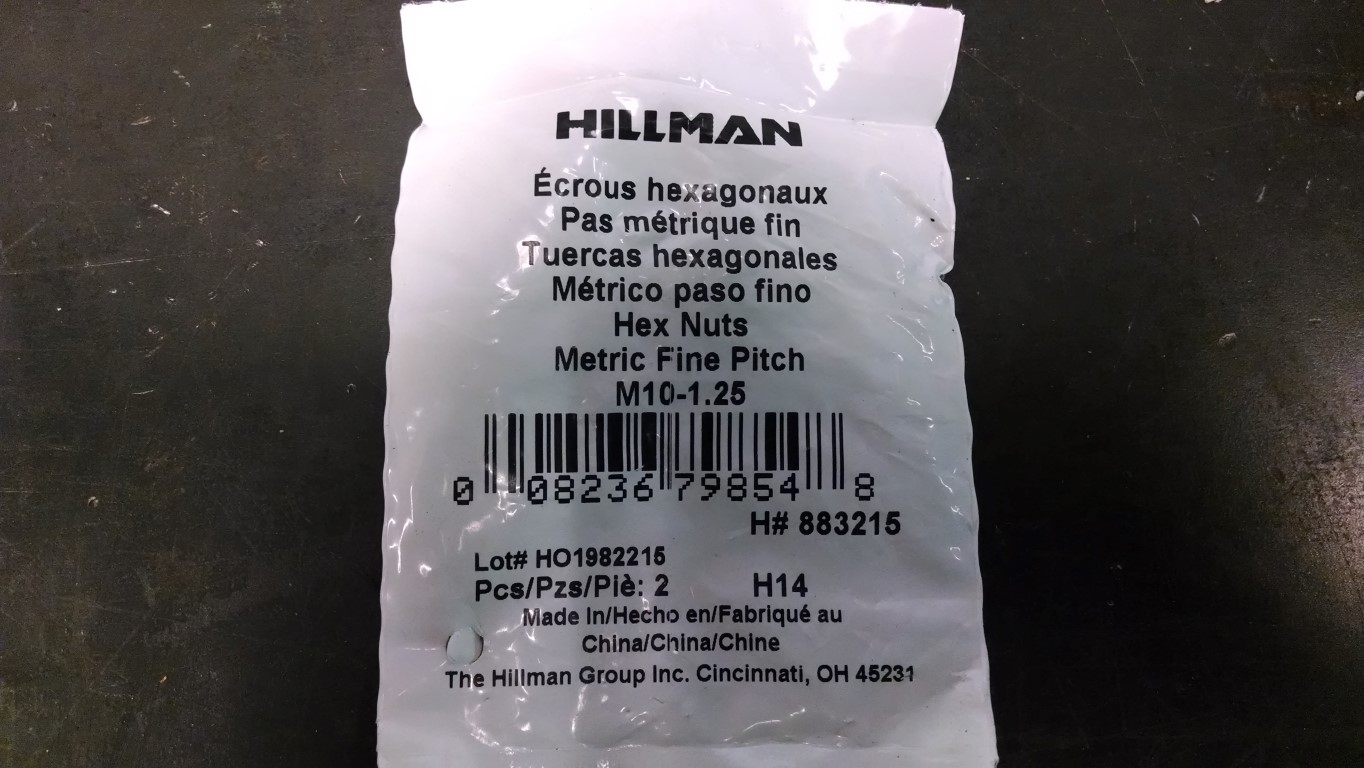 HILLMAN
Écrous hexagonaux
Pas métrique fin
Tuercas hexagonales
Métrico paso fino
Hex Nuts
Metric Fine Pitch
M10-1.25
0 08236 79854 8
H# 883215
Lot# HO1982215
Pcs/Pzs/Piè: 2 H14
Made In/Hecho en/Fabriqué au
China/China/Chine
The Hillman Group Inc. Cincinnati, OH 45231